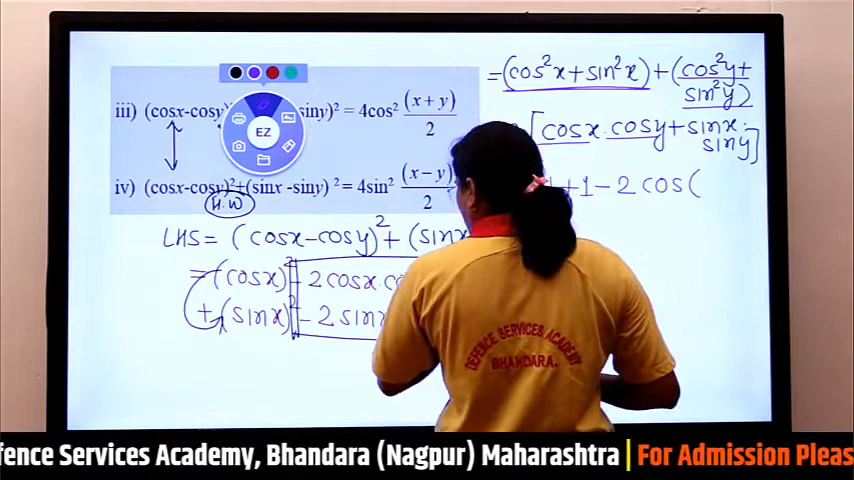 iii) (cosx-cosy) siny)² = 4cos² (x+y)/2
EZ
iv) (cosx-cosy)²+(sinx -siny) ² = 4sin² (x-y)/2
H.W
LHS = (cosx-cosy)² + (sinx
= (cosx)² - 2cosx.
+ (sinx)² - 2 sinx
= (cos²x + sin²x) + (cos²y +
sin²y)
[cosx. cosy + sinx.
siny]
+1 - 2 cos(
DEFENCE SERVICES ACADEMY,
BHANDARA.
fence Services Academy, Bhandara (Nagpur) Maharashtra | For Admission Pleas